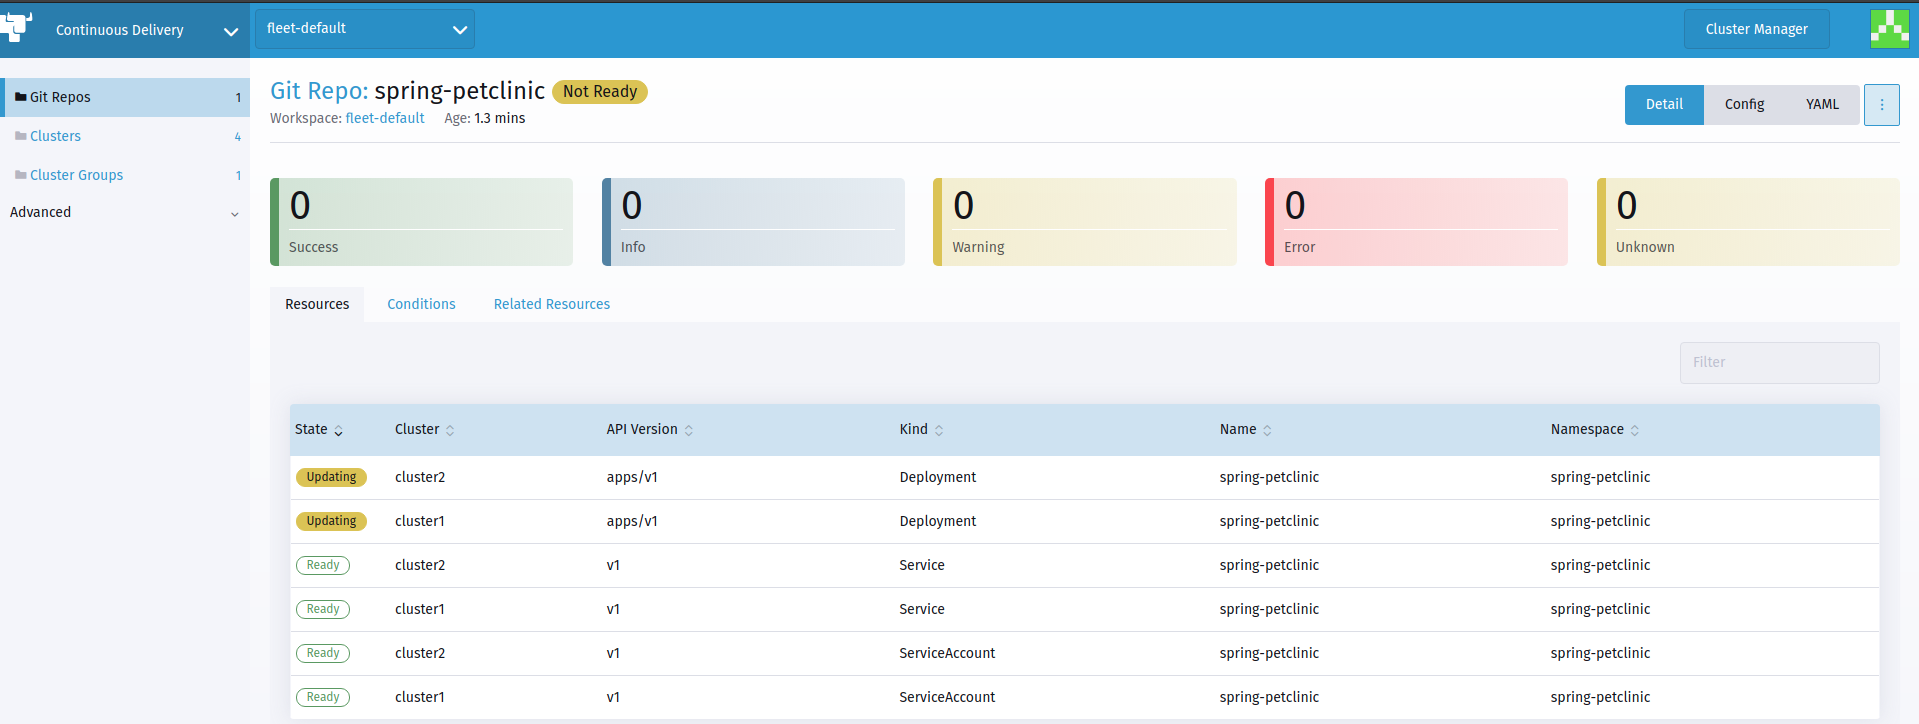 Continuous Delivery
fleet-default
Cluster Manager
Git Repos 1
Clusters 4
Cluster Groups 1
Advanced
Git Repo: spring-petclinic Not Ready
Workspace: fleet-default Age: 1.3 mins
Detail Config YAML
0 0 0 0 0
Success Info Warning Error Unknown
Resources Conditions Related Resources
Filter
State Cluster API Version Kind Name Namespace
Updating cluster2 apps/v1 Deployment spring-petclinic spring-petclinic
Updating cluster1 apps/v1 Deployment spring-petclinic spring-petclinic
Ready cluster2 v1 Service spring-petclinic spring-petclinic
Ready cluster1 v1 Service spring-petclinic spring-petclinic
Ready cluster2 v1 ServiceAccount spring-petclinic spring-petclinic
Ready cluster1 v1 ServiceAccount spring-petclinic spring-petclinic